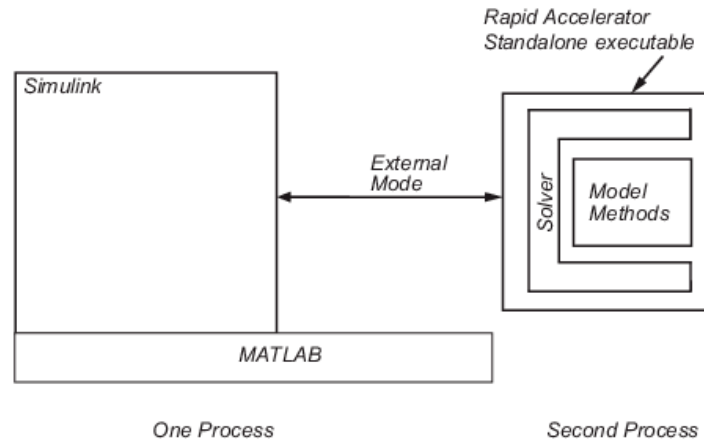 Rapid Accelerator
Standalone executable
Simulink
External
Mode
Solver
Model
Methods
MATLAB
One Process
Second Process